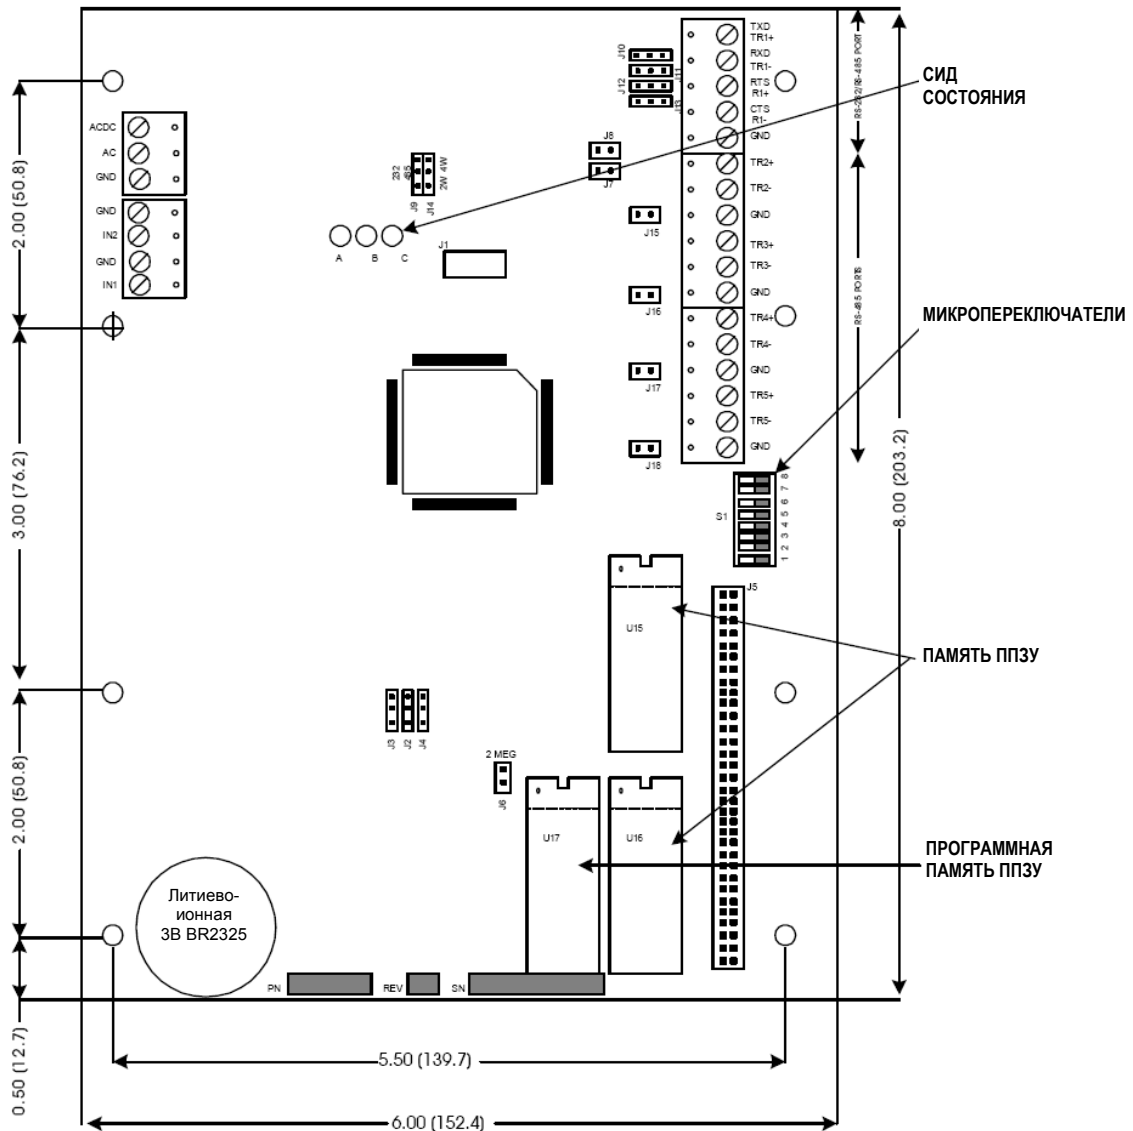 TXD
TR1+
RXD
TR1-
RTS
R1+
CTS
R1-
GND
TR2+
TR2-
GND
TR3+
TR3-
GND
TR4+
TR4-
GND
TR5+
TR5-
GND
RS-232/RS-485 PORT
RS-485 PORTS
J10
J11
J12
J13
J8
J7
J15
J16
J17
J18
СИД
СОСТОЯНИЯ
ACDC
AC
GND
GND
IN2
GND
IN1
232
485
2W 4W
J9
J14
A B C
J1
МИКРОПЕРЕКЛЮЧАТЕЛИ
S1
1 2 3 4 5 6 7 8
J5
U15
ПАМЯТЬ ППЗУ
J3
J2
J4
2 MEG
J6
U17
U16
ПРОГРАММНАЯ
ПАМЯТЬ ППЗУ
Литиево-
ионная
3В BR2325
PN
REV
SN
2.00 (50.8)
3.00 (76.2)
2.00 (50.8)
0.50 (12.7)
8.00 (203.2)
5.50 (139.7)
6.00 (152.4)